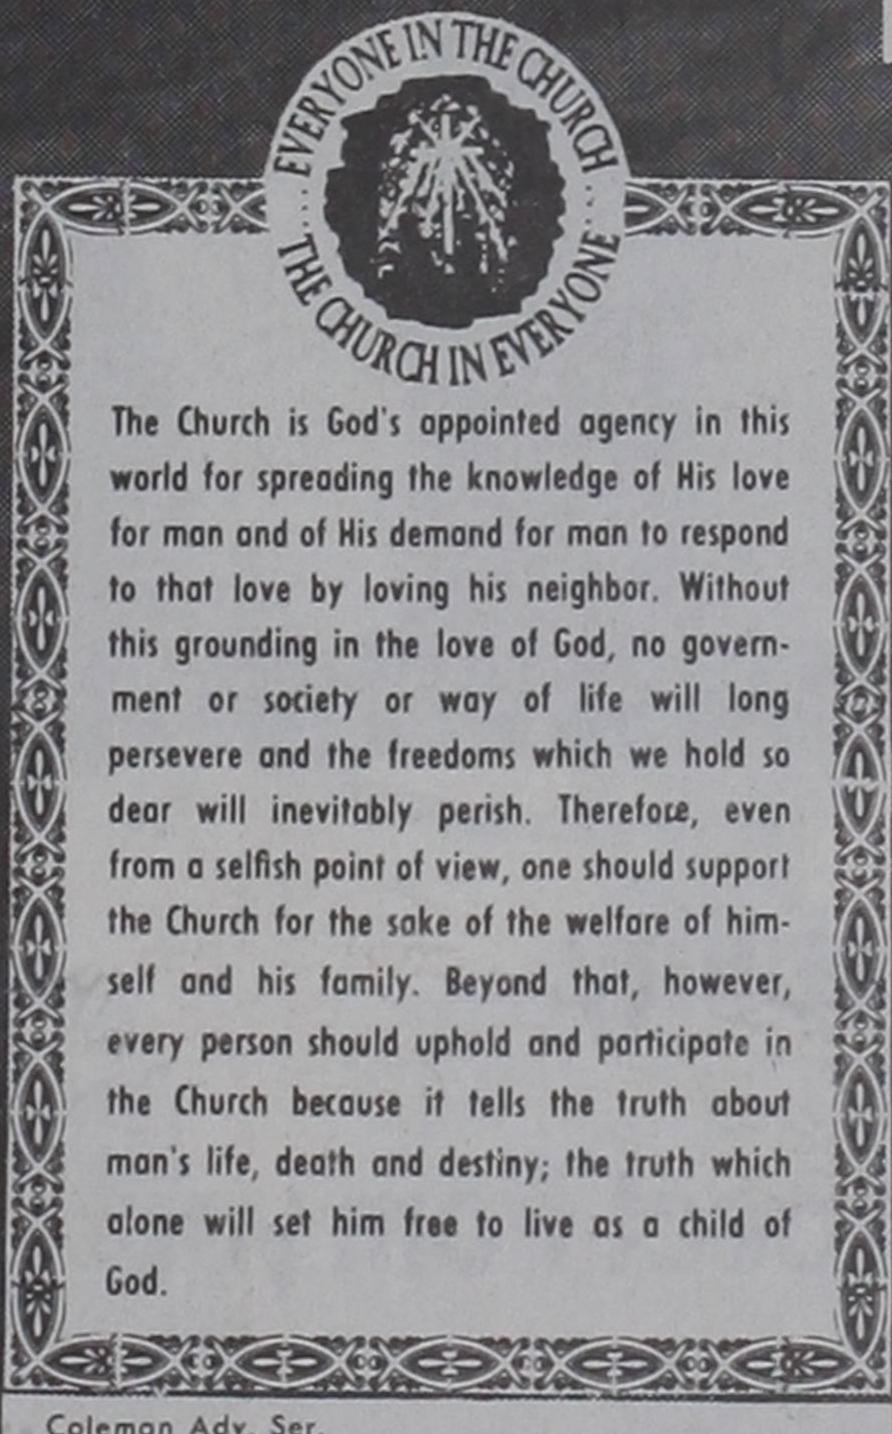 EVERYONE IN THE CHURCH ....
THE CHURCH IN EVERYONE ....
The Church is God's appointed agency in this
world for spreading the knowledge of His love
for man and of His demand for man to respond
to that love by loving his neighbor. Without
this grounding in the love of God, no govern-
ment or society or way of life will long
persevere and the freedoms which we hold so
dear will inevitably perish. Therefore, even
from a selfish point of view, one should support
the Church for the sake of the welfare of him-
self and his family. Beyond that, however,
every person should uphold and participate in
the Church because it tells the truth about
man's life, death and destiny; the truth which
alone will set him free to live as a child of
God.
Coleman Adv. Ser.